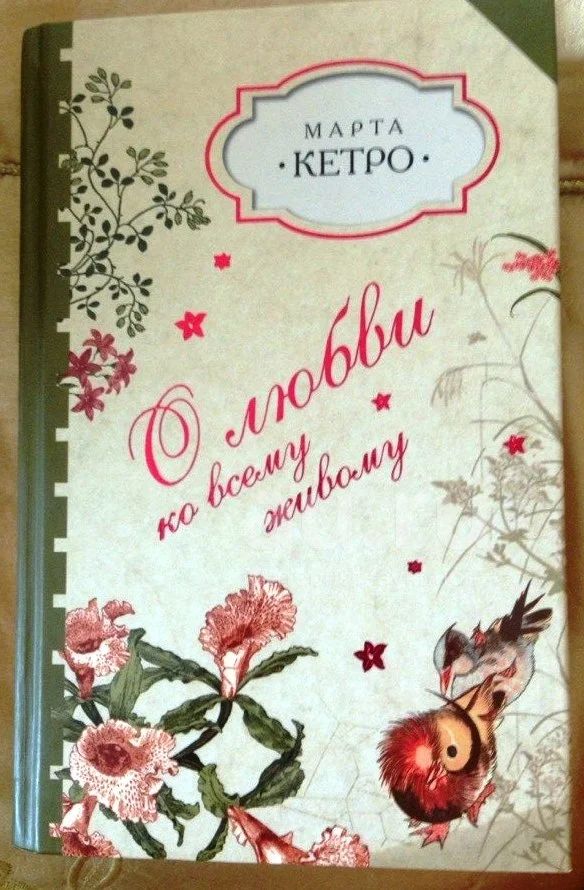 МАРТА
• КЕТРО •
О любви
ко всему
живому